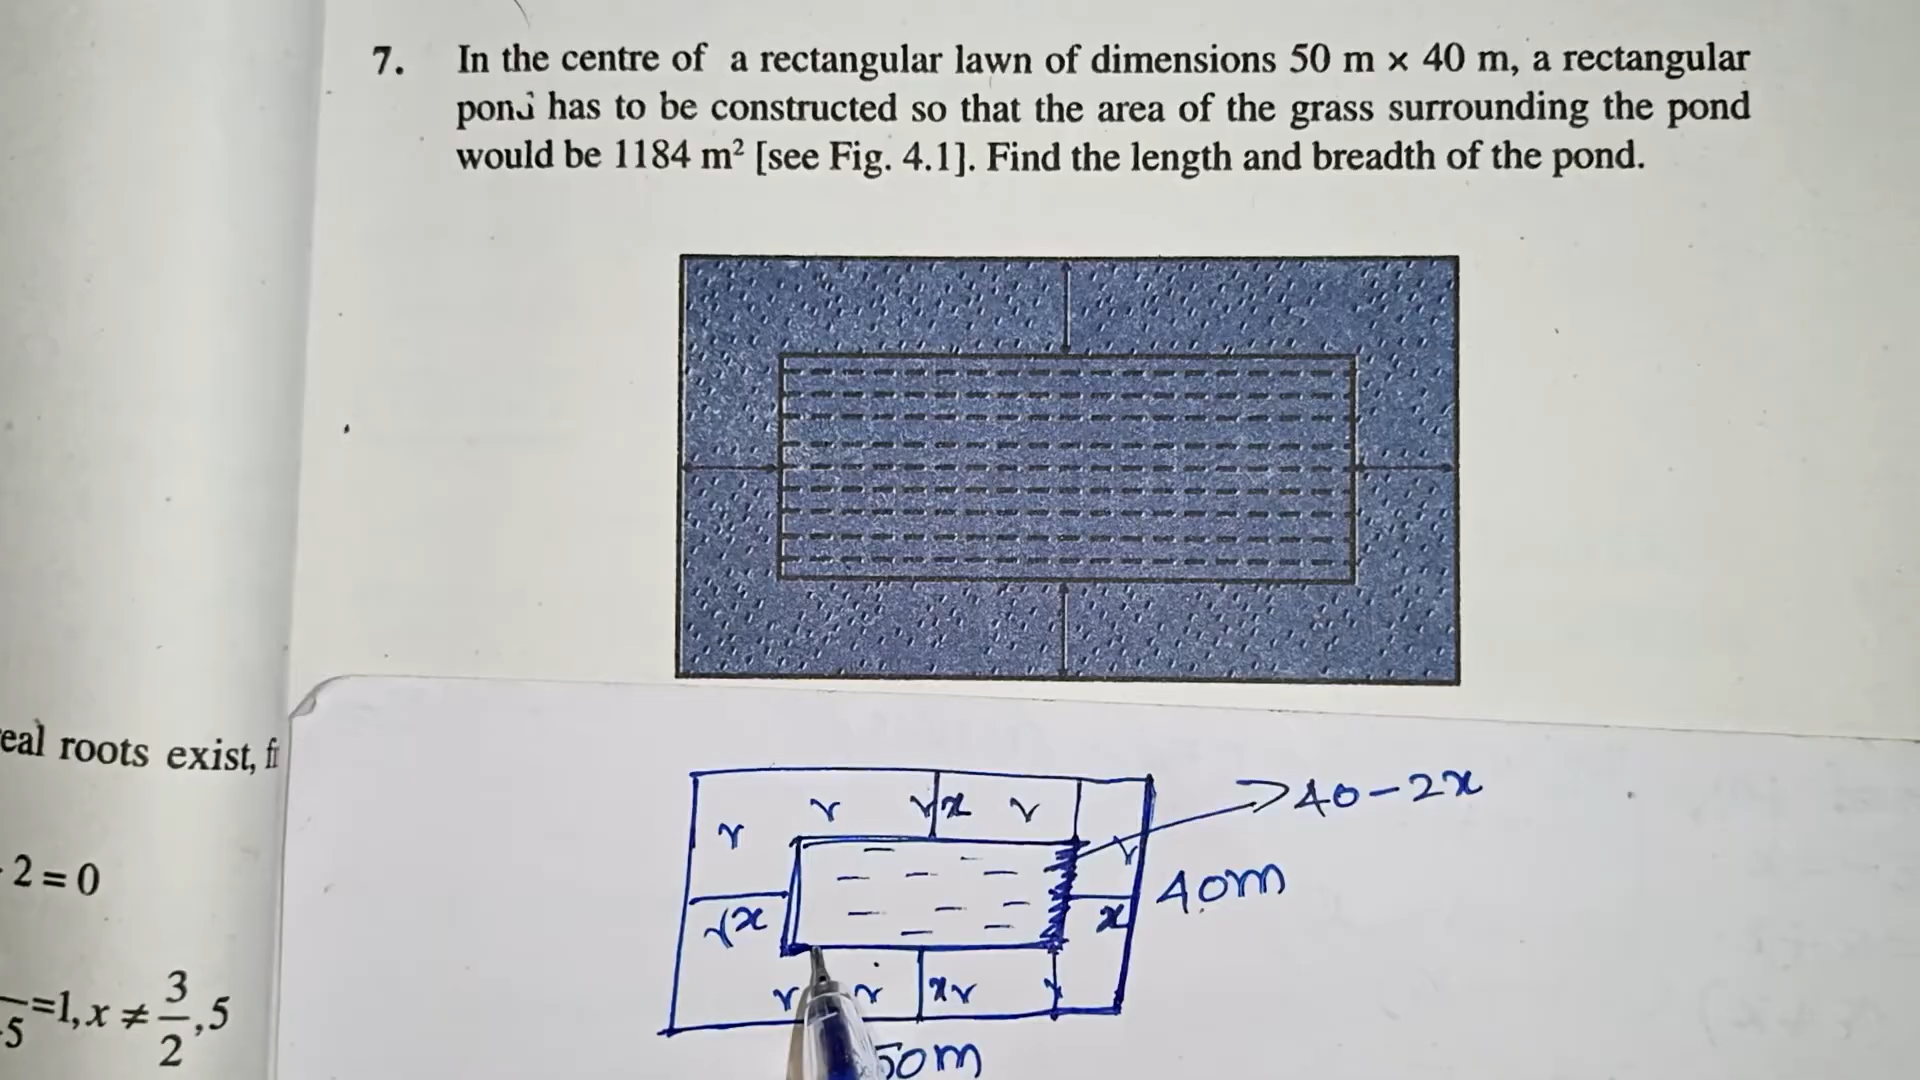 7. In the centre of a rectangular lawn of dimensions 50 m × 40 m, a rectangular
pond has to be constructed so that the area of the grass surrounding the pond
would be 1184 m² [see Fig. 4.1]. Find the length and breadth of the pond.
eal roots exist, fi
2 = 0
5 =1, x ≠ 3/2, 5
r r x r
→ 40 - 2x
r r
40m
x x
r r x r
50m